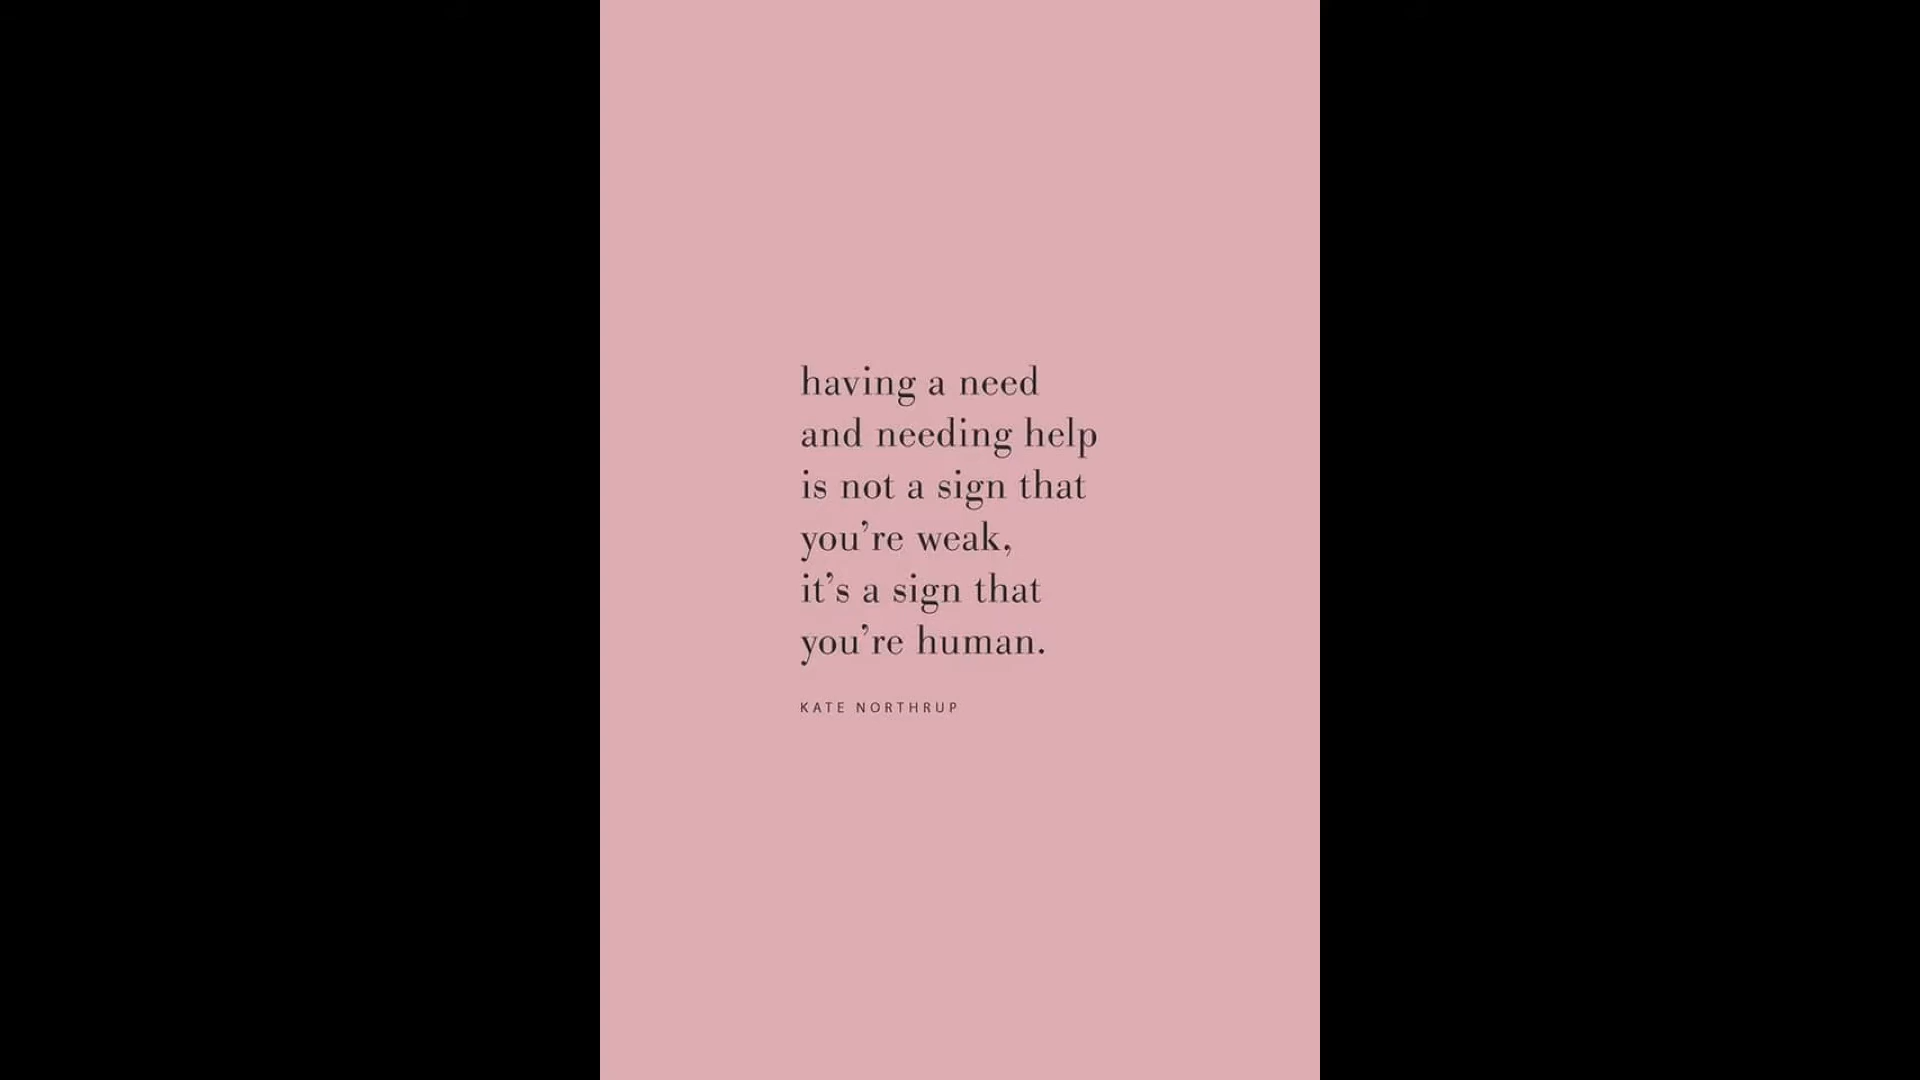 having a need
and needing help
is not a sign that
you’re weak,
it’s a sign that
you’re human.
KATE NORTHRUP